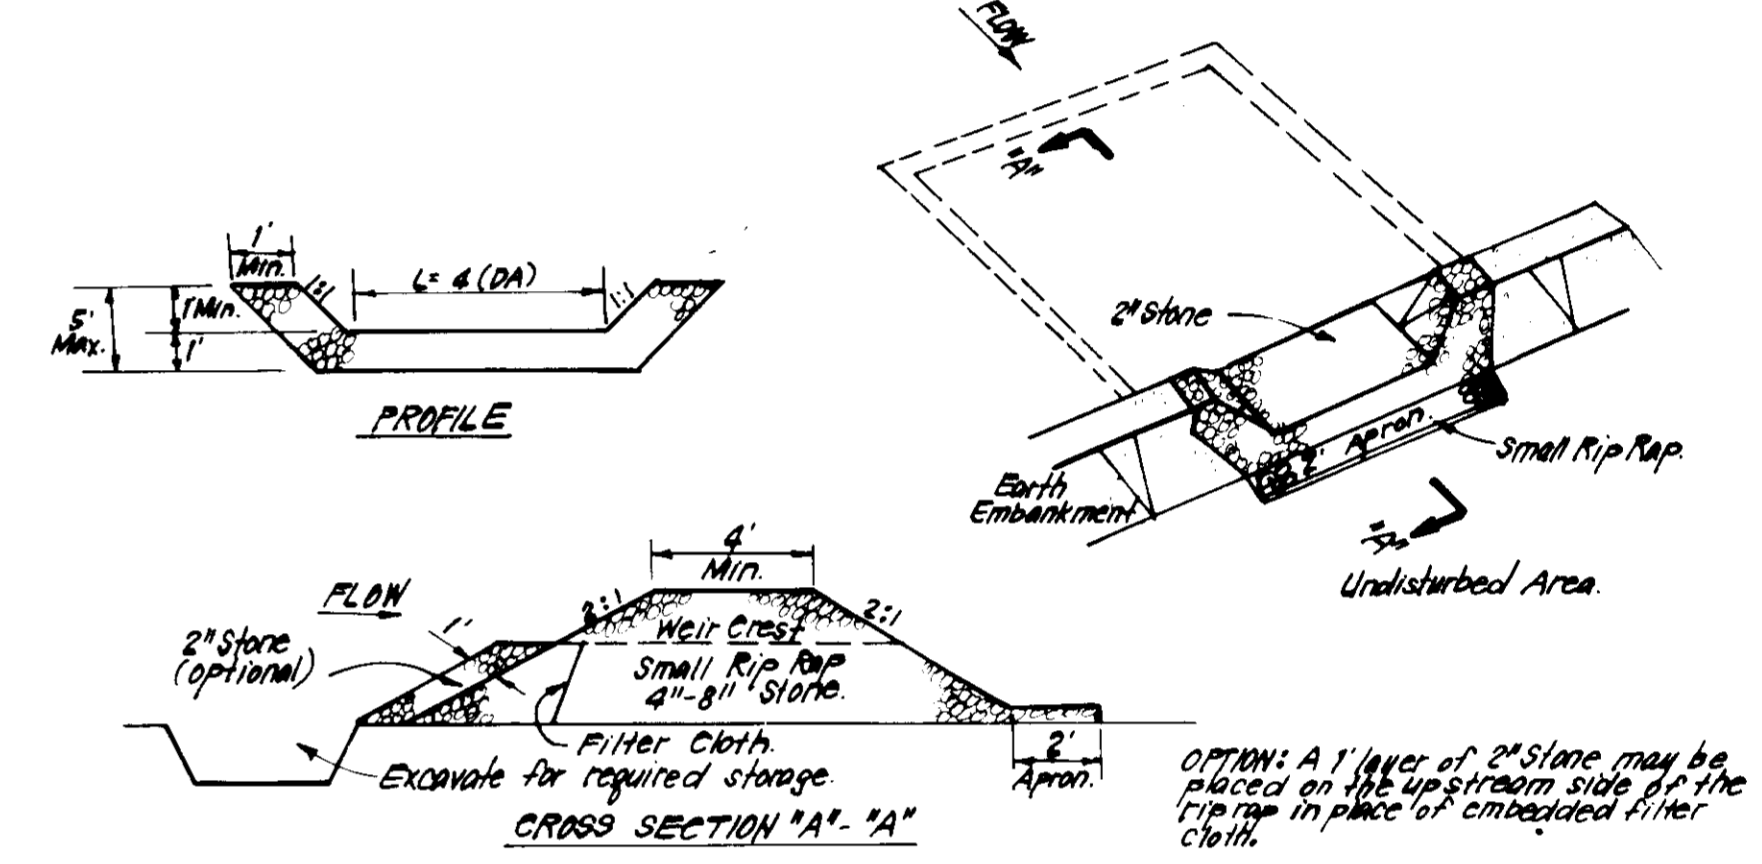 1'
Min.
1:1
L= 4 (DA)
1:1
5'
Max.
1' Min.
1'
PROFILE
FLOW
"A"
2" Stone
2' Apron.
Small Rip Rap.
Earth
Embankment
"A"
Undisturbed Area.
4'
Min.
FLOW
1'
2:1
2:1
2" Stone
(optional)
Weir Crest
Small Rip Rap
4"-8" Stone.
Filter Cloth.
Excavate for required storage.
2'
Apron.
CROSS SECTION "A"- "A"
OPTION: A 1' layer of 2" Stone may be
placed on the upstream side of the
rip rap in place of embedded filter
cloth.